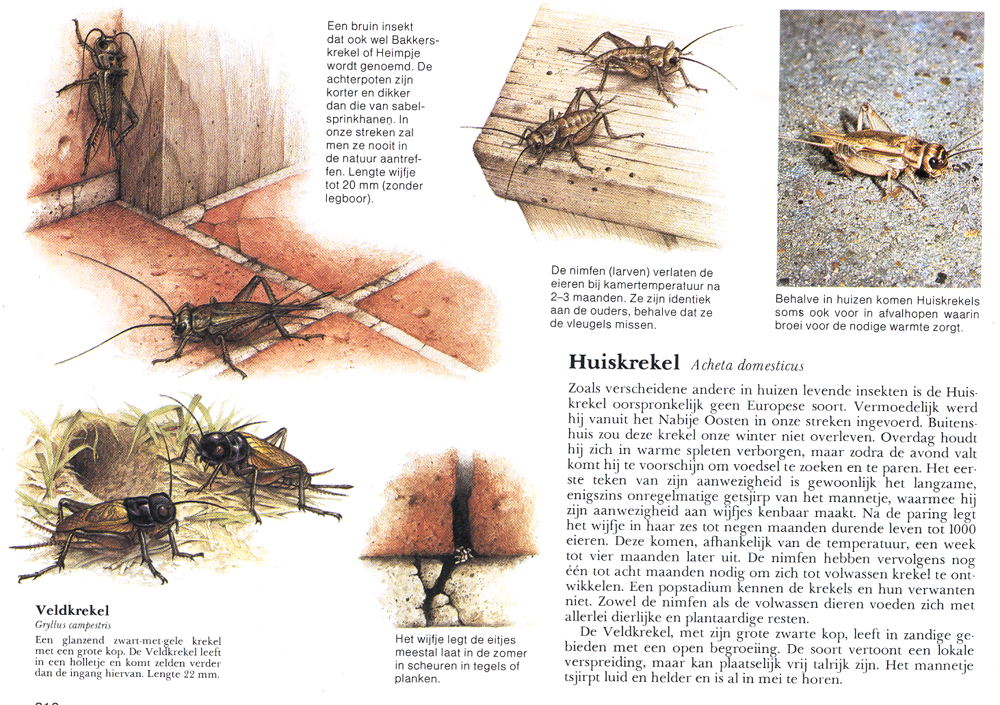 Een bruin insekt
dat ook wel Bakkers-
krekel of Heimpje
wordt genoemd. De
achterpoten zijn
korter en dikker
dan die van sabel-
sprinkhanen. In
onze streken zal
men ze nooit in
de natuur aantref-
fen. Lengte wijfje
tot 20 mm (zonder
legboor).
De nimfen (larven) verlaten de
eieren bij kamertemperatuur na
2–3 maanden. Ze zijn identiek
aan de ouders, behalve dat ze
de vleugels missen.
Behalve in huizen komen Huiskrekels
soms ook voor in afvalhopen waarin
broei voor de nodige warmte zorgt.
Huiskrekel Acheta domesticus
Zoals verscheidene andere in huizen levende insekten is de Huis-
krekel oorspronkelijk geen Europese soort. Vermoedelijk werd
hij vanuit het Nabije Oosten in onze streken ingevoerd. Buitens-
huis zou deze krekel onze winter niet overleven. Overdag houdt
hij zich in warme spleten verborgen, maar zodra de avond valt
komt hij te voorschijn om voedsel te zoeken en te paren. Het eer-
ste teken van zijn aanwezigheid is gewoonlijk het langzame,
enigszins onregelmatige getsjirp van het mannetje, waarmee hij
zijn aanwezigheid aan wijfjes kenbaar maakt. Na de paring legt
het wijfje in haar zes tot negen maanden durende leven tot 1000
eieren. Deze komen, afhankelijk van de temperatuur, een week
tot vier maanden later uit. De nimfen hebben vervolgens nog
één tot acht maanden nodig om zich tot volwassen krekel te ont-
wikkelen. Een popstadium kennen de krekels en hun verwanten
niet. Zowel de nimfen als de volwassen dieren voeden zich met
allerlei dierlijke en plantaardige resten.
De Veldkrekel, met zijn grote zwarte kop, leeft in zandige ge-
bieden met een open begroeiing. De soort vertoont een lokale
verspreiding, maar kan plaatselijk vrij talrijk zijn. Het mannetje
tsjirpt luid en helder en is al in mei te horen.
Veldkrekel
Gryllus campestris
Een glanzend zwart-met-gele krekel
met een grote kop. De Veldkrekel leeft
in een holletje en komt zelden verder
dan de ingang hiervan. Lengte 22 mm.
Het wijfje legt de eitjes
meestal laat in de zomer
in scheuren in tegels of
planken.